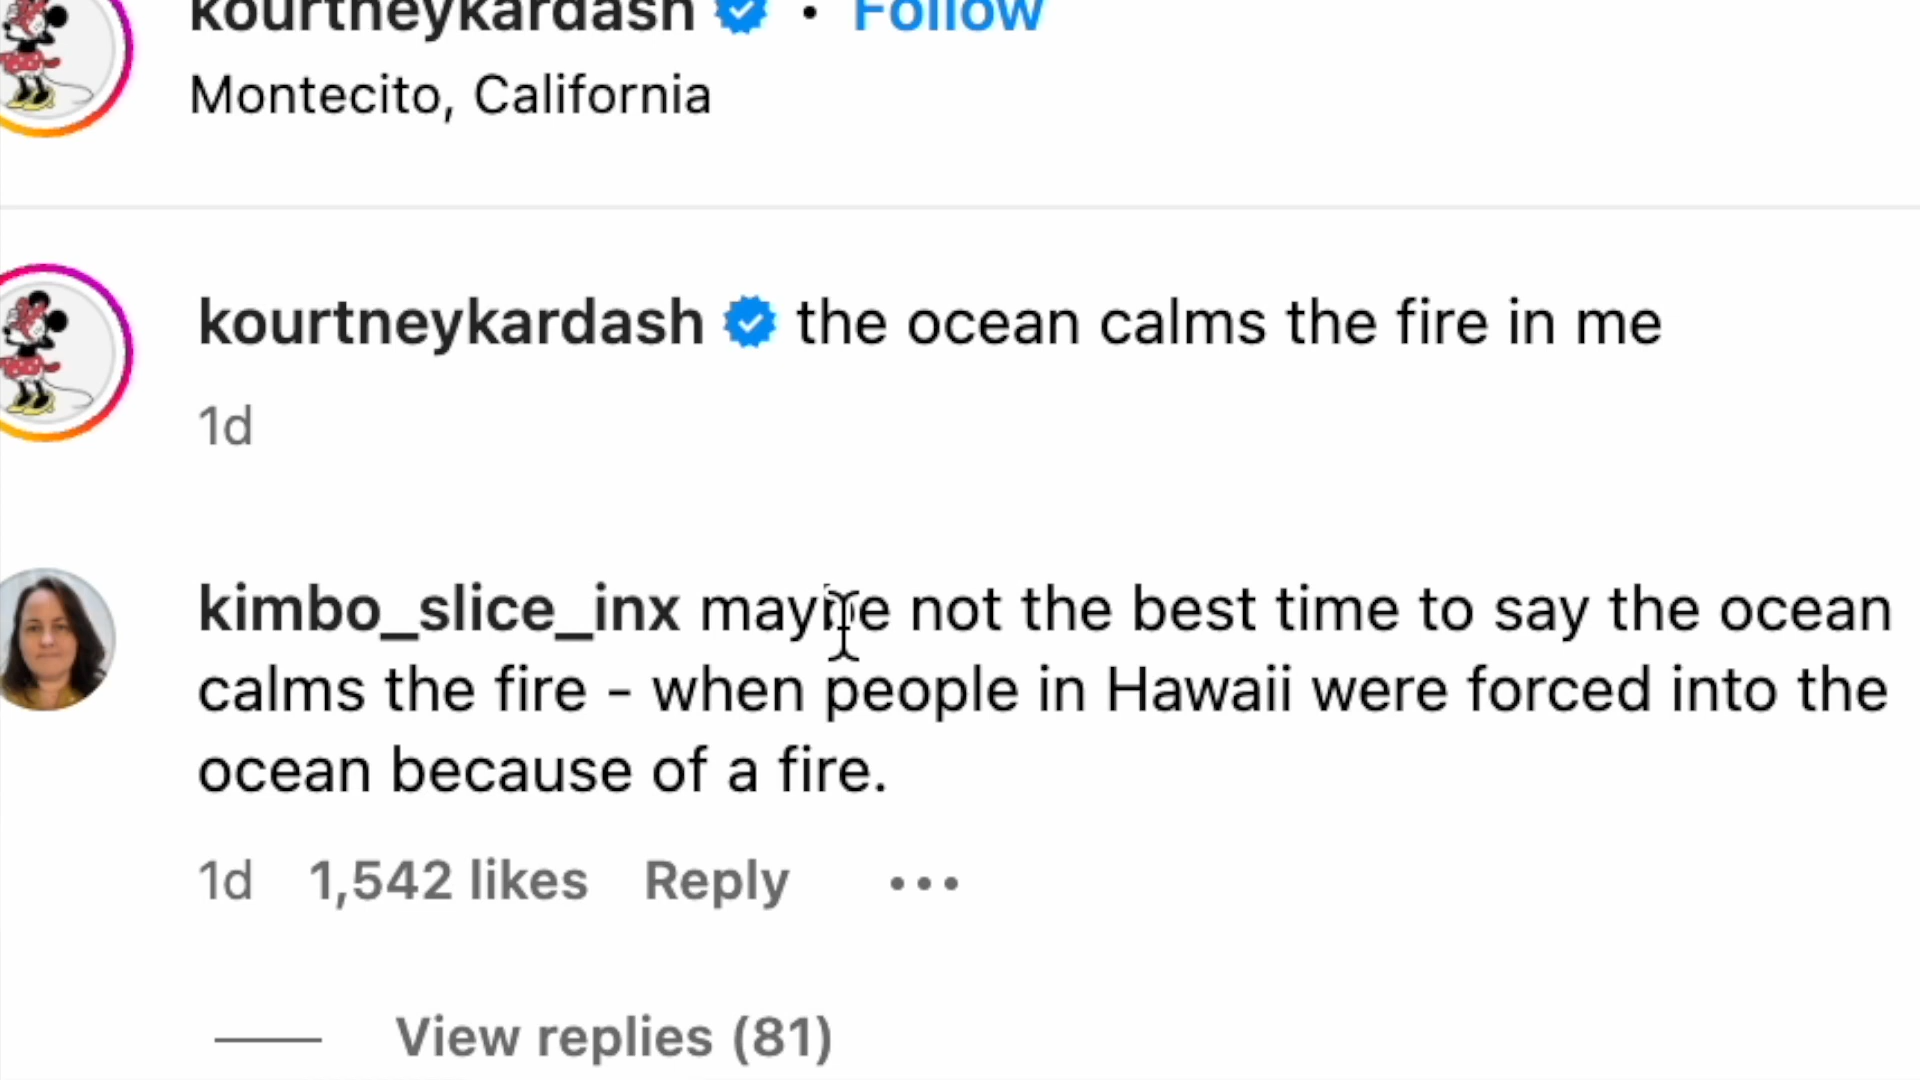 kourtneykardash • Follow
Montecito, California
kourtneykardash the ocean calms the fire in me
1d
kimbo_slice_inx maybe not the best time to say the ocean
calms the fire - when people in Hawaii were forced into the
ocean because of a fire.
1d 1,542 likes Reply ...
View replies (81)